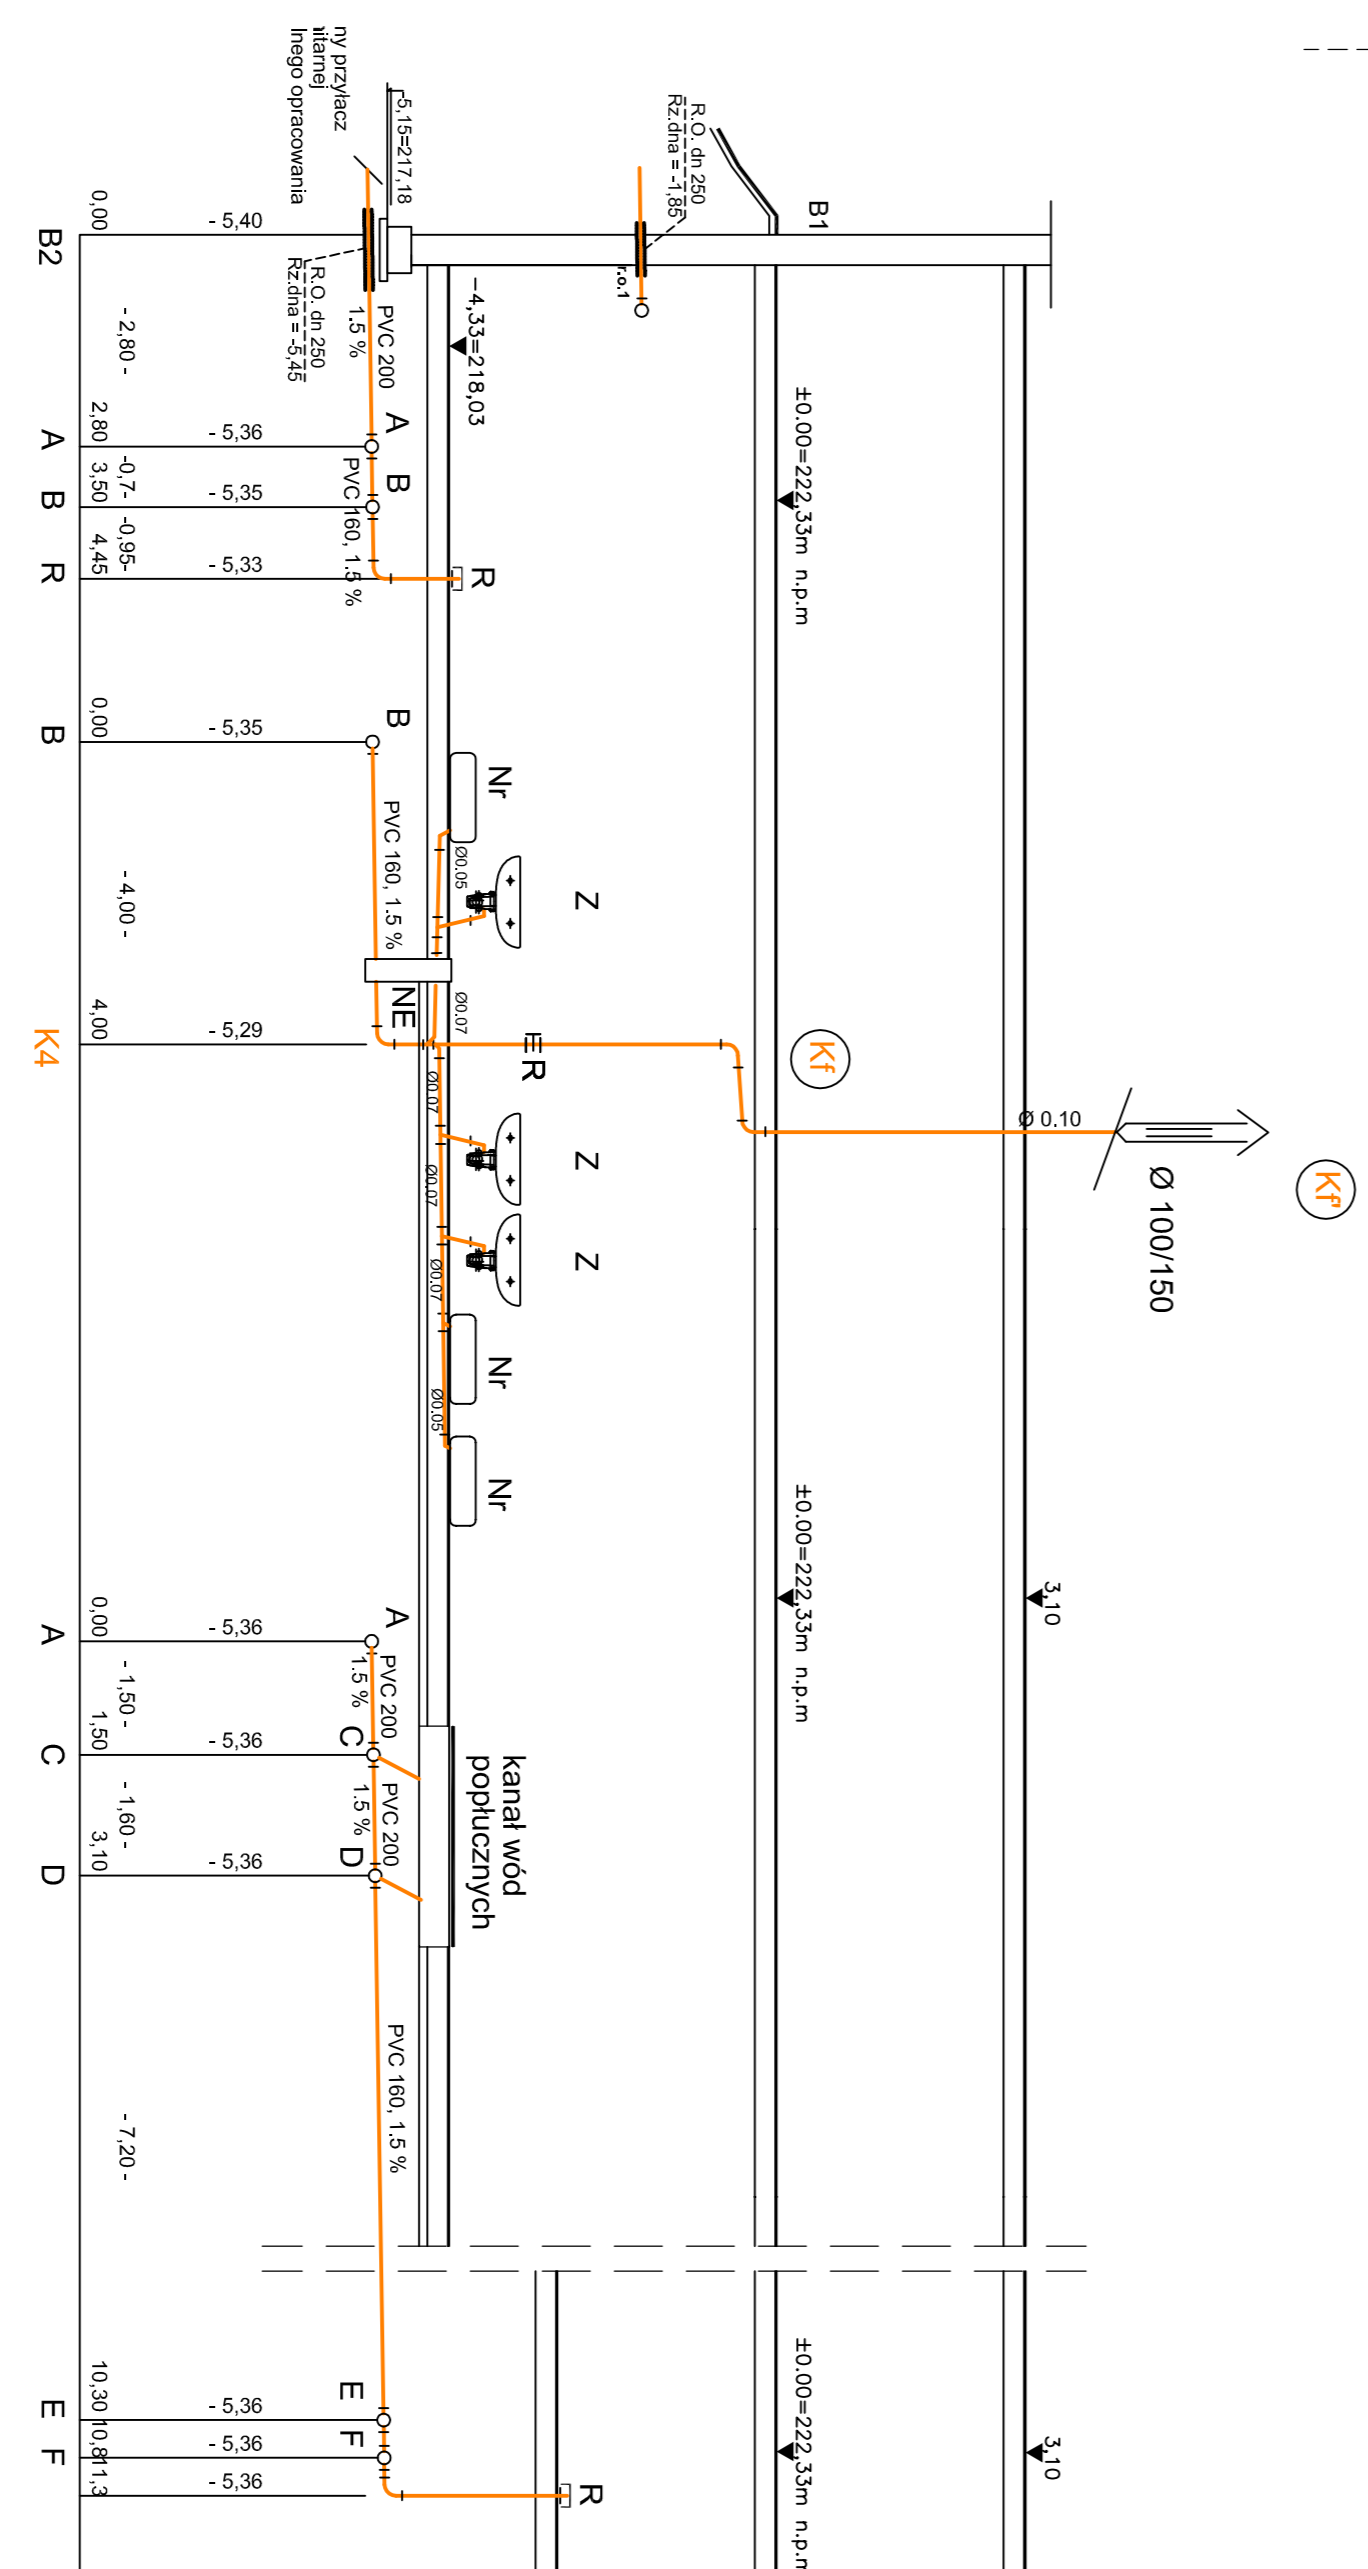 ny przyłacz
itarnej
lnego opracowania
-5,15=217,18
R.O. dn 250
Rz.dna = -1,85
B1
r.o.1
B2
0,00
- 5,40
R.O. dn 250
Rz.dna = -5,45
PVC 200
1.5 %
-4,33=218,03
- 2,80 -
±0.00=222,33m n.p.m
A
2,80
- 5,36
A
-0,7-
B
3,50
- 5,35
B
PVC 160, 1.5 %
-0,95-
R
4,45
- 5,33
R
B
0,00
- 5,35
B
Nr
PVC 160, 1.5 %
Ø0.05
Z
- 4,00 -
NE
Ø0.07
K4
4,00
- 5,29
R
Kf
Ø 0.10
Kf'
Ø 100/150
Ø0.07
Z
Ø0.07
Z
Ø0.07
Nr
Ø0.05
Nr
±0.00=222,33m n.p.m
3,10
A
0,00
- 5,36
A
PVC 200
1.5 %
- 1,50 -
C
1,50
- 5,36
C
kanał wód
popłucznych
PVC 200
1.5 %
- 1,60 -
D
3,10
- 5,36
D
PVC 160, 1.5 %
- 7,20 -
±0.00=222,33m n.p.m
3,10
E
10,30
- 5,36
E
F
10,8
- 5,36
F
11,3
- 5,36
R